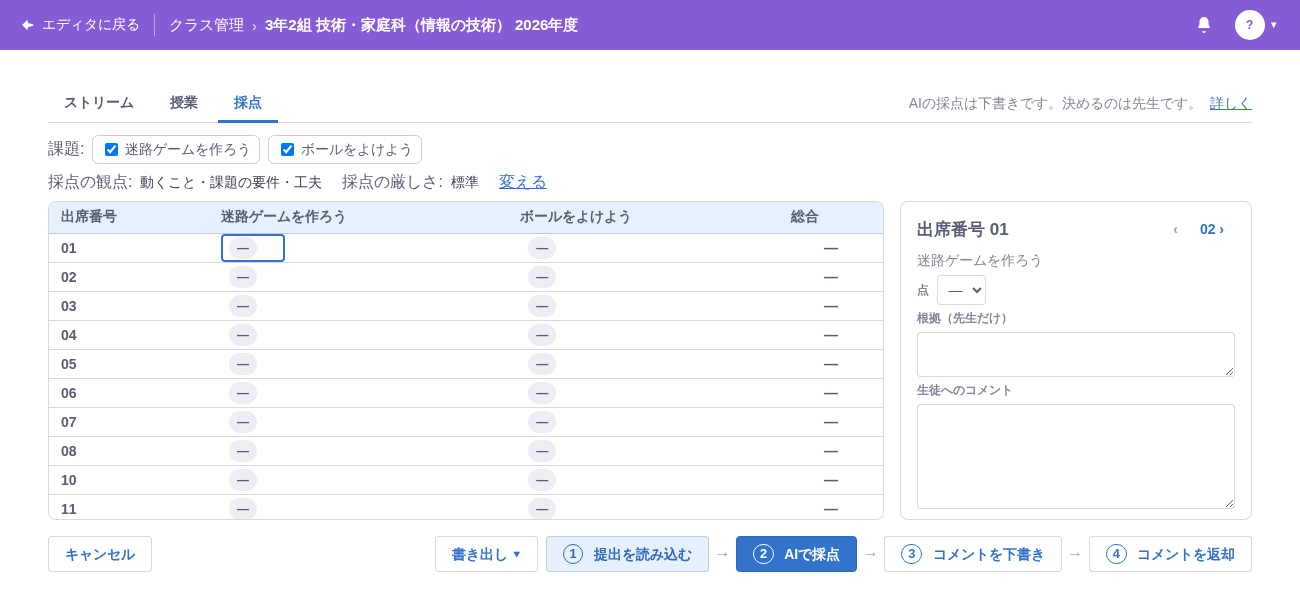 エディタに戻る クラス管理 › 3年2組 技術・家庭科（情報の技術） 2026年度 ? ▾
ストリーム 授業 採点 AIの採点は下書きです。決めるのは先生です。 詳しく
課題: 迷路ゲームを作ろう ボールをよけよう
採点の観点: 動くこと・課題の要件・工夫 採点の厳しさ: 標準 変える
出席番号 迷路ゲームを作ろう ボールをよけよう 総合
01 — — —
02 — — —
03 — — —
04 — — —
05 — — —
06 — — —
07 — — —
08 — — —
10 — — —
11 — — —
出席番号 01 ‹ 02 ›
迷路ゲームを作ろう
点 —
根拠（先生だけ）
生徒へのコメント
キャンセル 書き出し ▾ 1 提出を読み込む → 2 AIで採点 → 3 コメントを下書き → 4 コメントを返却